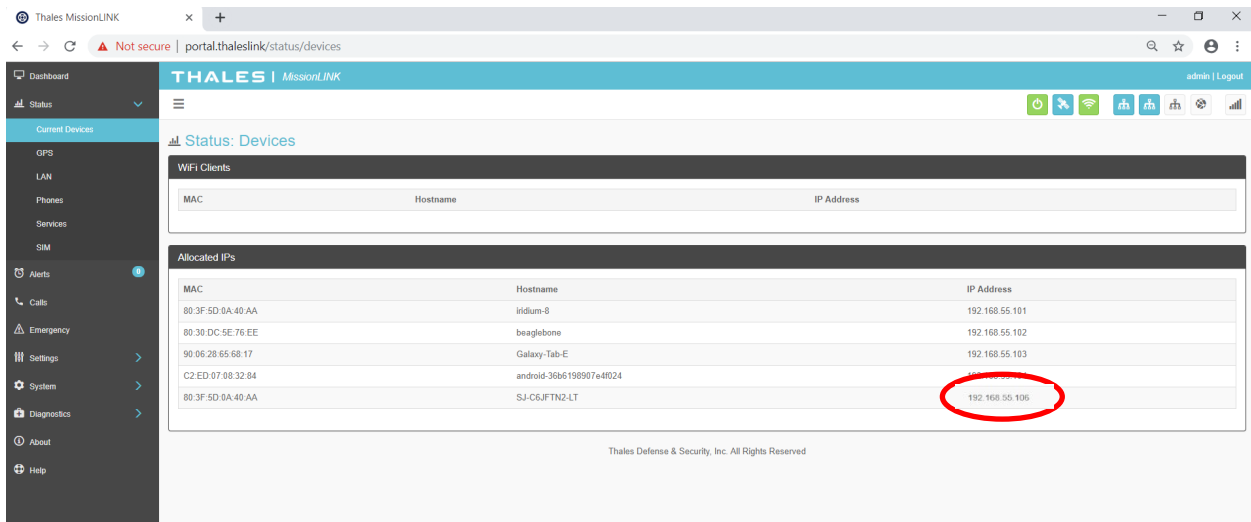 Thales MissionLINK
Not secure | portal.thaleslink/status/devices
Dashboard
THALES | MissionLINK
admin | Logout
Status
Current Devices
GPS
LAN
Phones
Services
SIM
Alerts 0
Calls
Emergency
Settings
System
Diagnostics
About
Help
Status: Devices
WiFi Clients
MAC Hostname IP Address
Allocated IPs
MAC Hostname IP Address
80:3F:5D:0A:40:AA iridium-8 192.168.55.101
80:30:DC:5E:76:EE beaglebone 192.168.55.102
90:06:28:65:68:17 Galaxy-Tab-E 192.168.55.103
C2:ED:07:08:32:84 android-36b6198907e4f024
80:3F:5D:0A:40:AA SJ-C6JFTN2-LT 192.168.55.106
Thales Defense & Security, Inc. All Rights Reserved